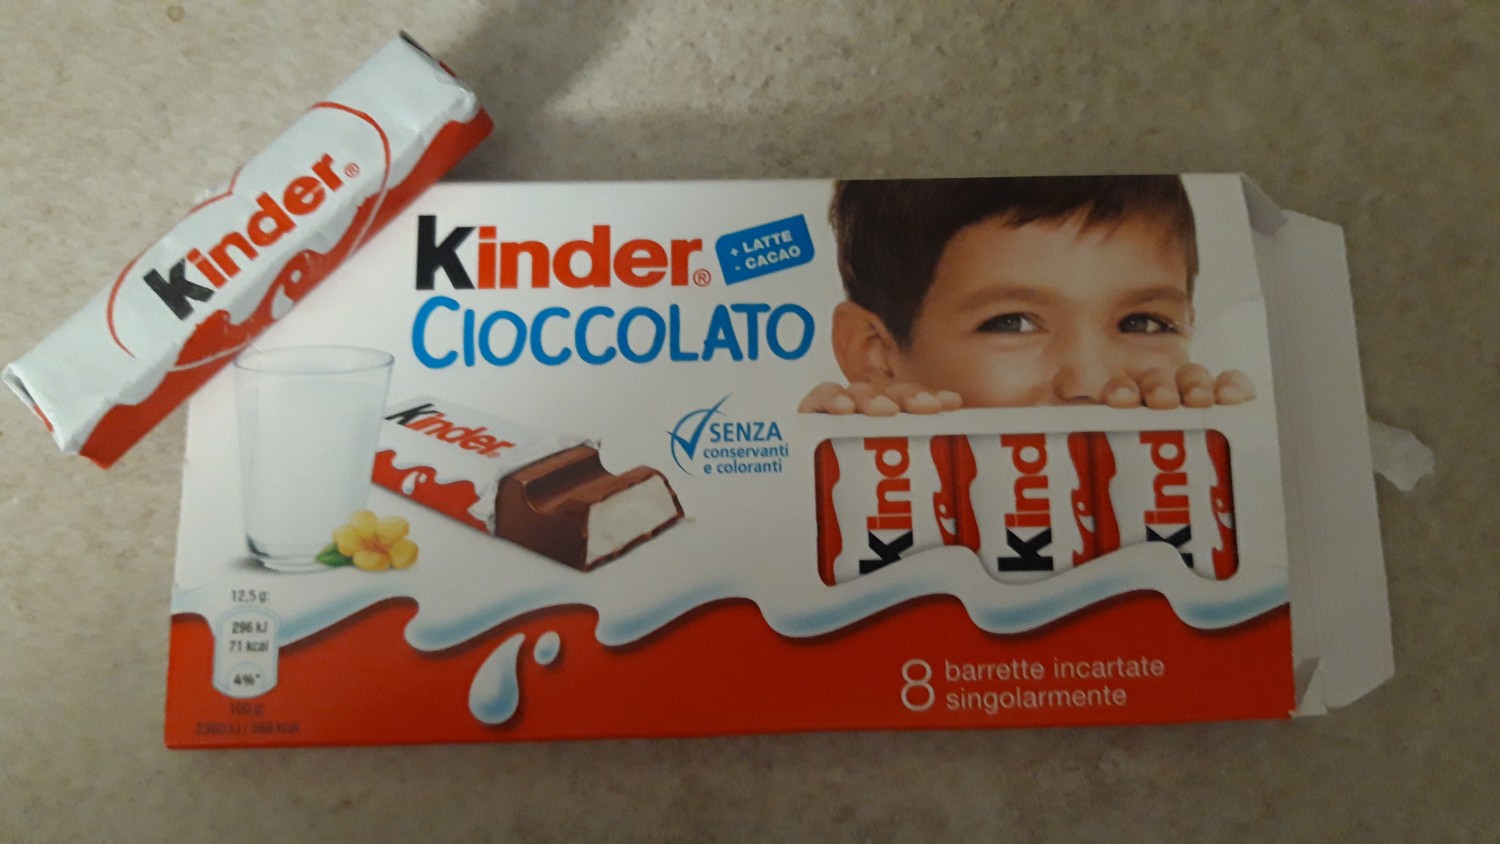 Kinder®
Kinder®
+ LATTE
- CACAO
CIOCCOLATO
Kinder®
SENZA
conservanti
e coloranti
Kind
Kind
Kind
12,5 g:
296 kJ
71 kcal
4%*
100 g:
8 barrette incartate
singolarmente